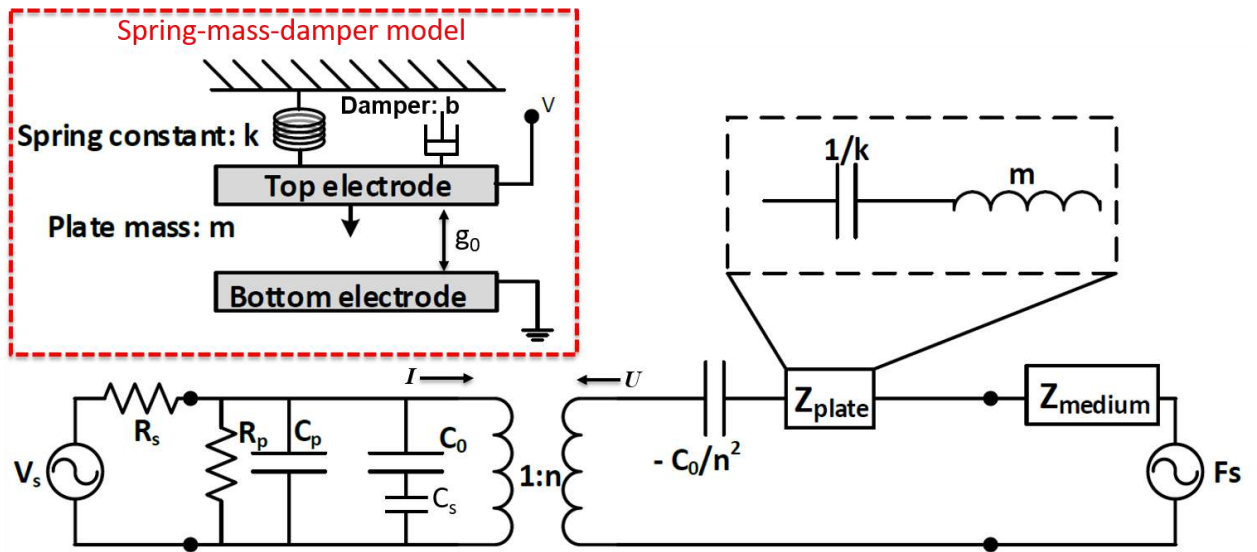 Spring-mass-damper model
Damper: b
V
Spring constant: k
Top electrode
Plate mass: m
g₀
Bottom electrode
1/k
m
I
U
Rₛ
Rₚ
Cₚ
C₀
Cₛ
Vₛ
1:n
- C₀/n²
Zplate
Zmedium
Fs